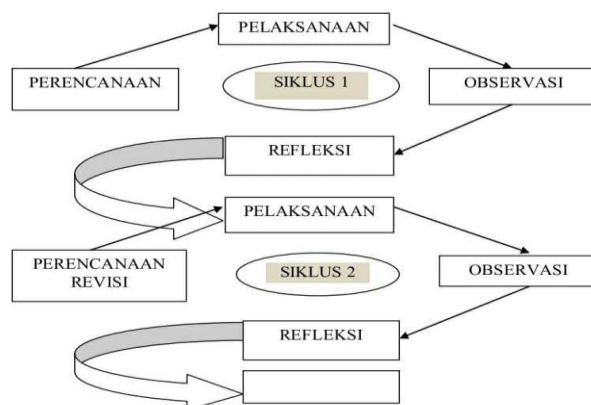 PELAKSANAAN
PERENCANAAN
SIKLUS 1
OBSERVASI
REFLEKSI
PELAKSANAAN
PERENCANAAN
REVISI
SIKLUS 2
OBSERVASI
REFLEKSI